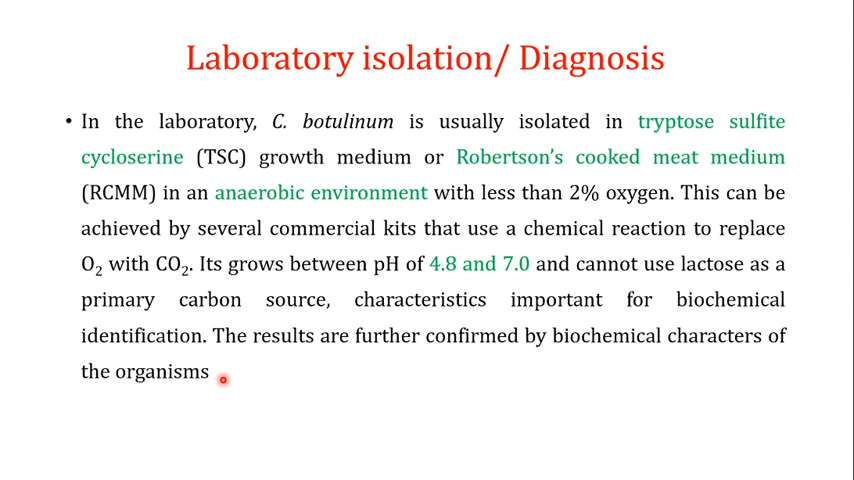 Laboratory isolation/ Diagnosis
• In the laboratory, C. botulinum is usually isolated in tryptose sulfite
cycloserine (TSC) growth medium or Robertson’s cooked meat medium
(RCMM) in an anaerobic environment with less than 2% oxygen. This can be
achieved by several commercial kits that use a chemical reaction to replace
O₂ with CO₂. Its grows between pH of 4.8 and 7.0 and cannot use lactose as a
primary carbon source, characteristics important for biochemical
identification. The results are further confirmed by biochemical characters of
the organisms